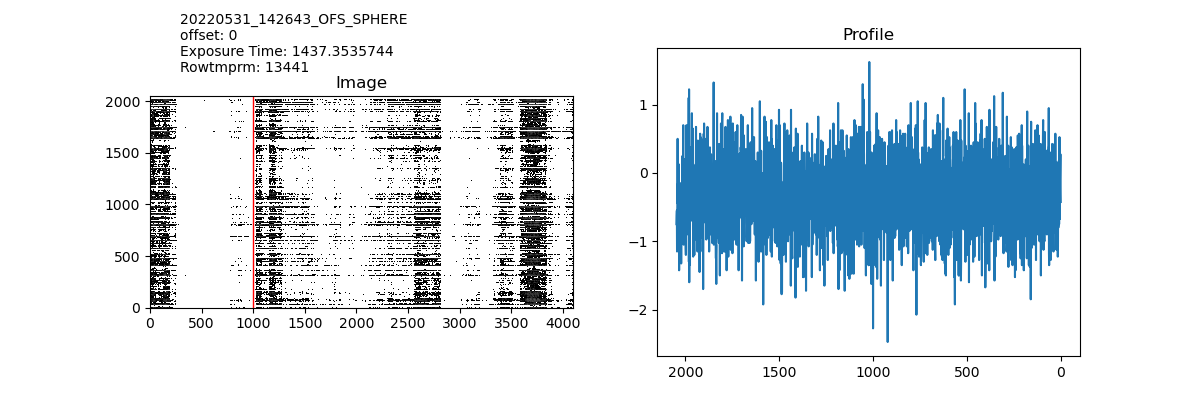 20220531_142643_OFS_SPHERE
offset: 0
Exposure Time: 1437.3535744
Rowtmprm: 13441
Image
2000
1500
1000
500
0
0 500 1000 1500 2000 2500 3000 3500 4000
Profile
1
0
−1
−2
2000 1500 1000 500 0